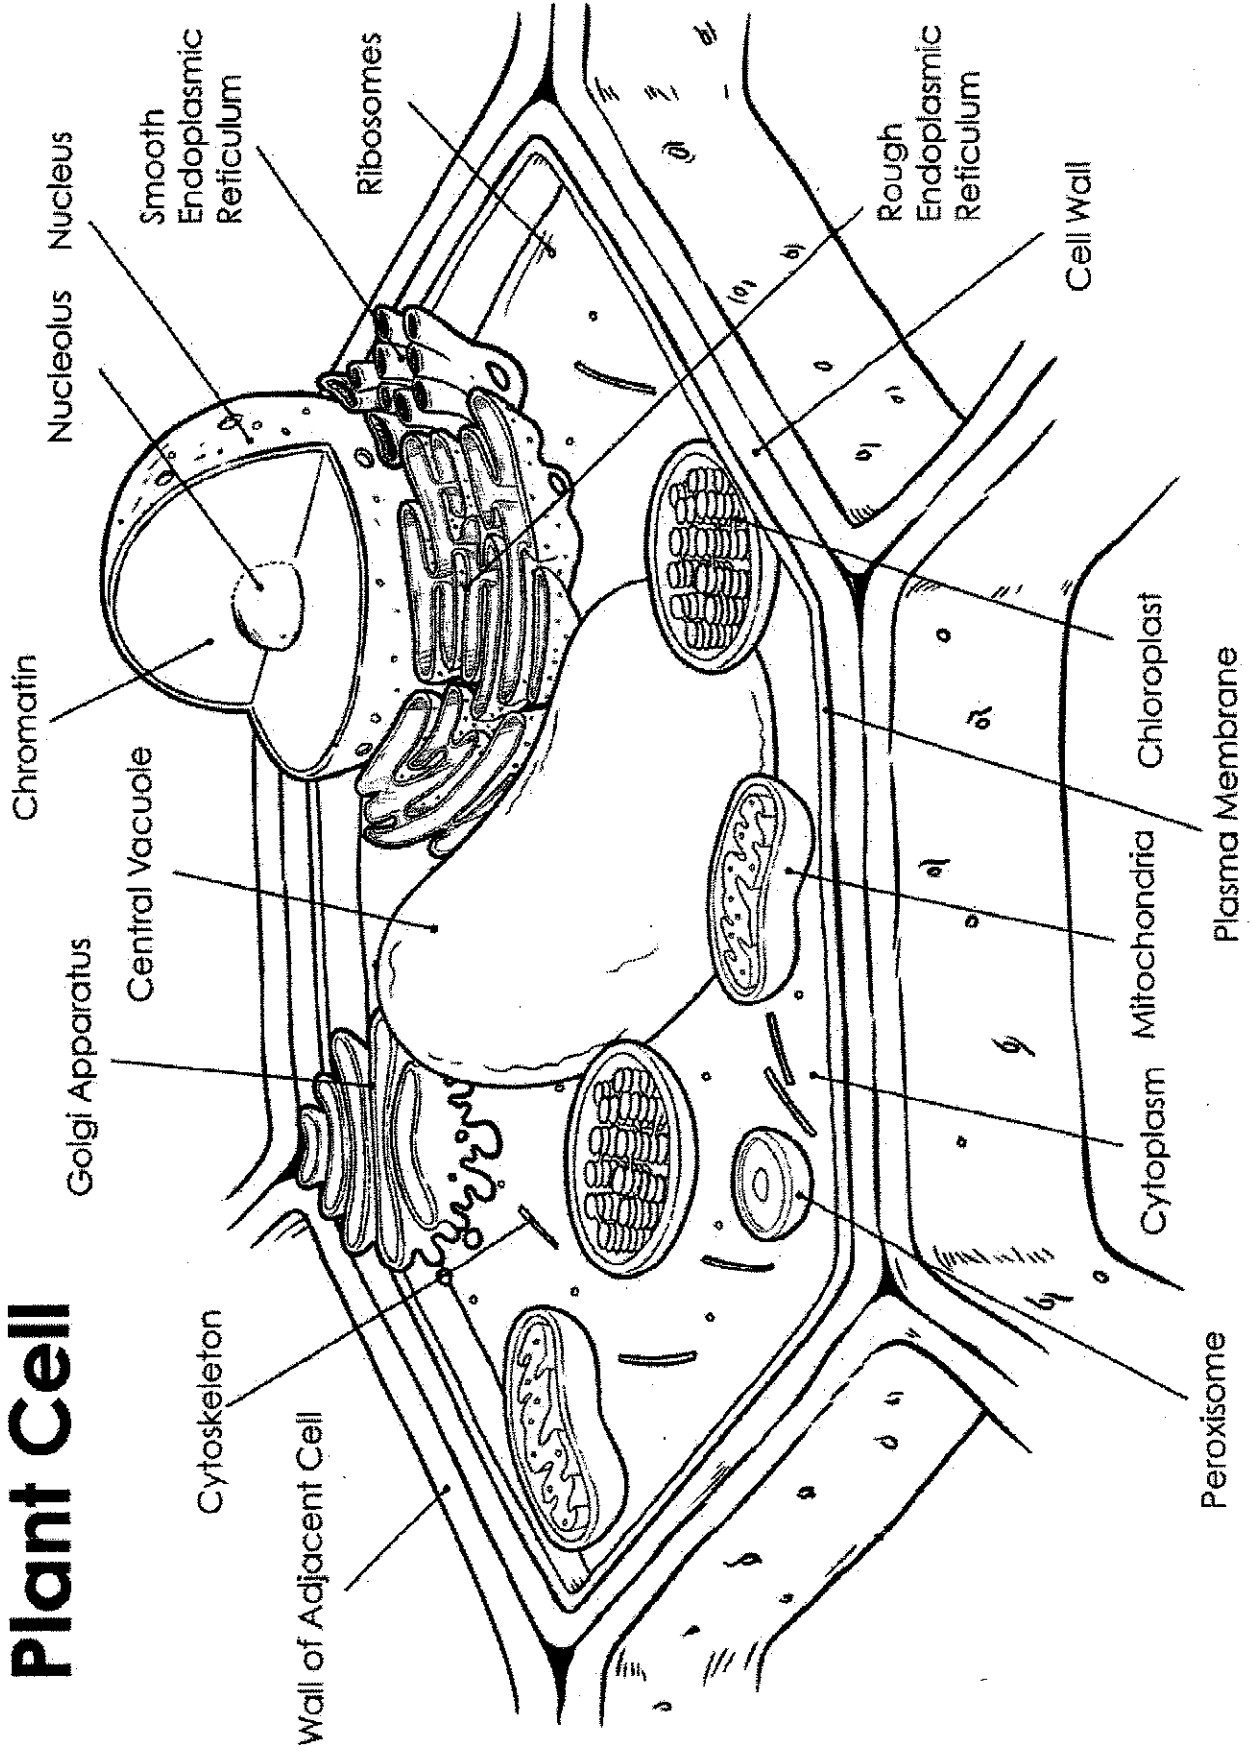 Plant Cell
Chromatin
Nucleolus
Nucleus
Golgi Apparatus
Central Vacuole
Smooth
Endoplasmic
Reticulum
Cytoskeleton
Wall of Adjacent Cell
Ribosomes
Rough
Endoplasmic
Reticulum
Cell Wall
Peroxisome
Cytoplasm
Mitochondria
Chloroplast
Plasma Membrane